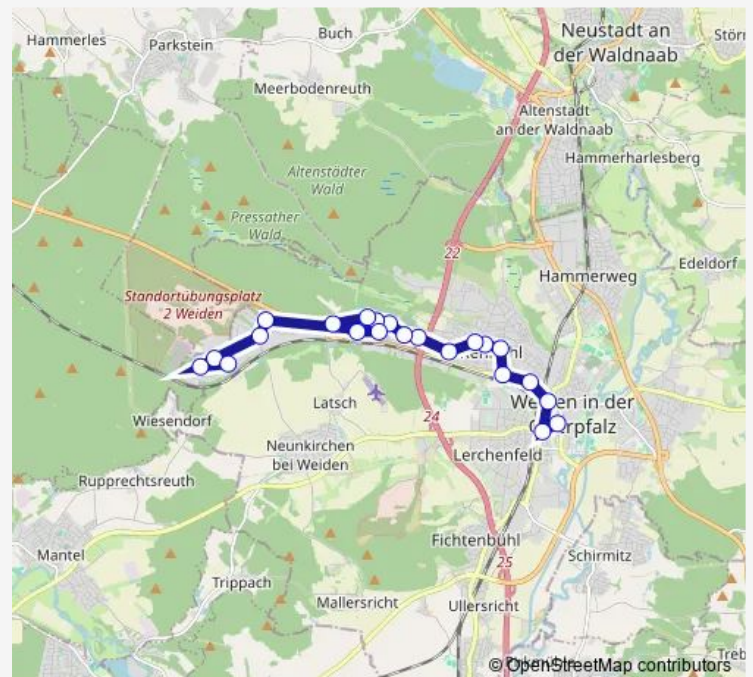 Hammerles
Parkstein
Buch
Neustadt an
der Waldnaab
Meerbodenreuth
Altenstadt
an der Waldnaab
Hammerharlesberg
Altenstädter
Wald
Pressather
Wald
22
Edeldorf
Hammerweg
Standortübungsplatz
2 Weiden
Latsch
24
in der
Wiesendorf
Neunkirchen
bei Weiden
Lerchenfeld
Rupprechtsreuth
Fichtenbühl
Mantel
Schirmitz
25
Trippach
Mallersricht
Ullersricht
© OpenStreetMap contributors